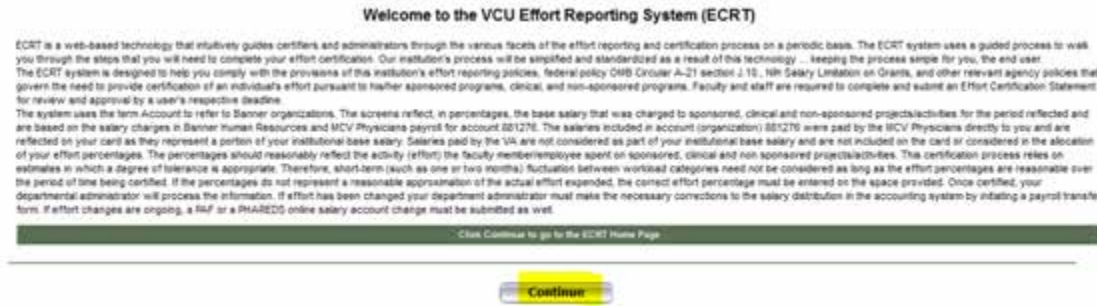 Welcome to the VCU Effort Reporting System (ECRT)
ECRT is a web-based technology that intuitively guides certifiers and administrators through the various facets of the effort reporting and certification process on a periodic basis. The ECRT system uses a guided process to walk
you through the steps that you will need to complete your effort certification. Our institution's process will be simplified and standardized as a result of this technology ... keeping the process simple for you, the end user.
The ECRT system is designed to help you comply with the provisions of this institution's effort reporting policies, federal policy OMB Circular A-21 section J.10., NIH Salary Limitation on Grants, and other relevant agency policies that
govern the need to provide certification of an individual's effort pursuant to his/her sponsored programs, clinical, and non-sponsored programs. Faculty and staff are required to complete and submit an Effort Certification Statement
for review and approval by a user's respective deadline.
The system uses the term Account to refer to Banner organizations. The screens reflect, in percentages, the base salary that was charged to sponsored, clinical and non-sponsored projects/activities for the period reflected and
are based on the salary charges in Banner Human Resources and MCV Physicians payroll for account 881276. The salaries included in account (organization) 881276 were paid by the MCV Physicians directly to you and are
reflected on your card as they represent a portion of your institutional base salary. Salaries paid by the VA are not considered as part of your institutional base salary and are not included on the card or considered in the allocation
of your effort percentages. The percentages should reasonably reflect the activity (effort) the faculty member/employee spent on sponsored, clinical and non sponsored projects/activities. This certification process relies on
estimates in which a degree of tolerance is appropriate. Therefore, short-term (such as one or two months) fluctuation between workload categories need not be considered as long as the effort percentages are reasonable over
the period of time being certified. If the percentages do not represent a reasonable approximation of the actual effort expended, the correct effort percentage must be entered on the space provided. Once certified, your
departmental administrator will process the information. If effort has been changed your department administrator must make the necessary corrections to the salary distribution in the accounting system by initiating a payroll transfe
form. If effort changes are ongoing, a PAF or a PHAREDS online salary account change must be submitted as well.
Click Continue to go to the ECRT Home Page
Continue